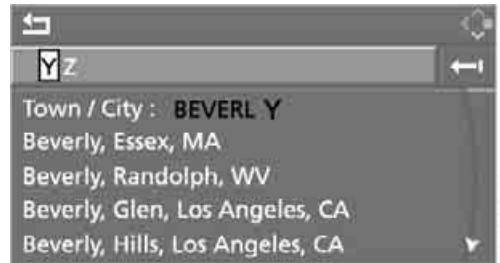 Y Z
Town / City : BEVERL Y
Beverly, Essex, MA
Beverly, Randolph, WV
Beverly, Glen, Los Angeles, CA
Beverly, Hills, Los Angeles, CA